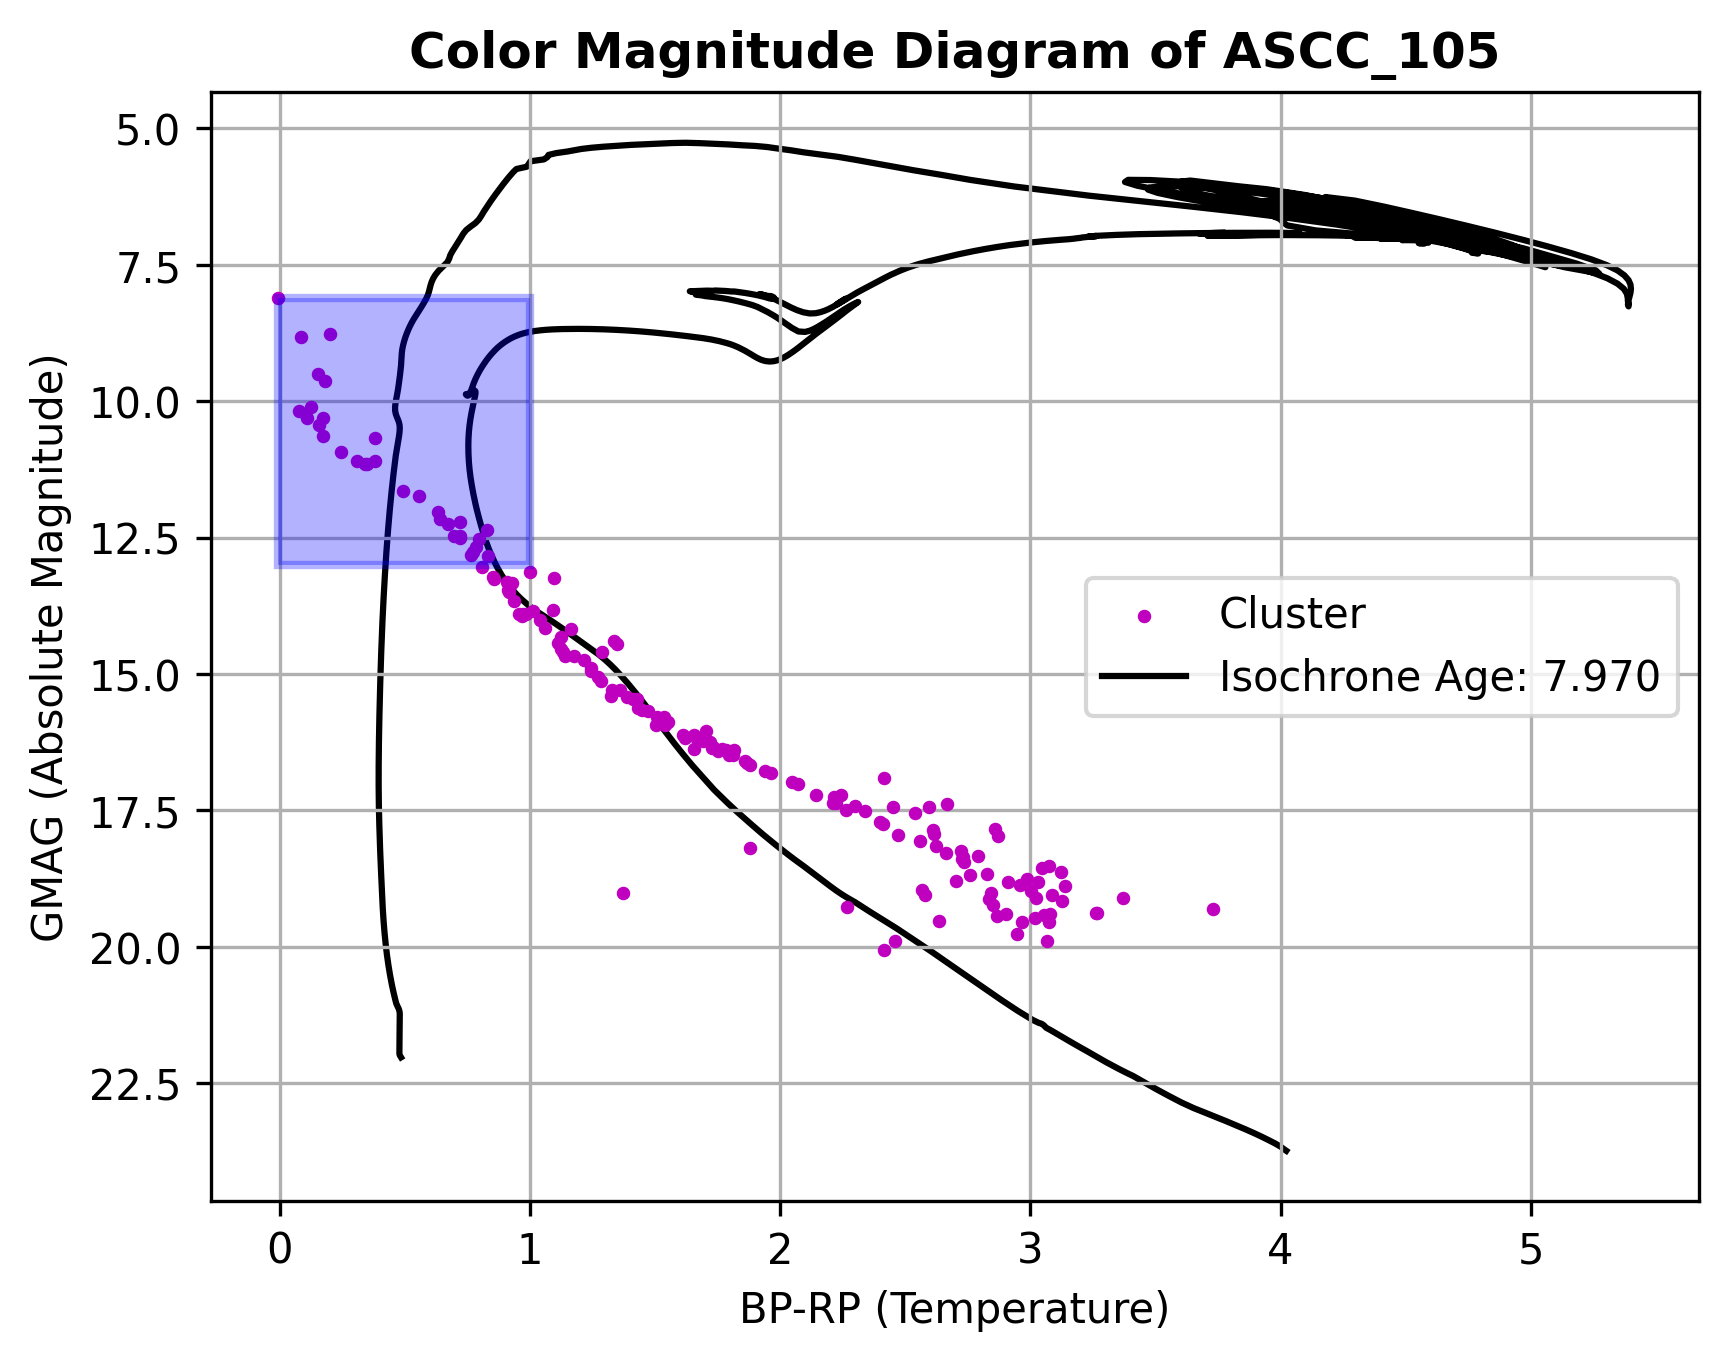 Color Magnitude Diagram of ASCC_105
GMAG (Absolute Magnitude)
5.0
7.5
10.0
12.5
15.0
17.5
20.0
22.5
Cluster
Isochrone Age: 7.970
0 1 2 3 4 5
BP-RP (Temperature)